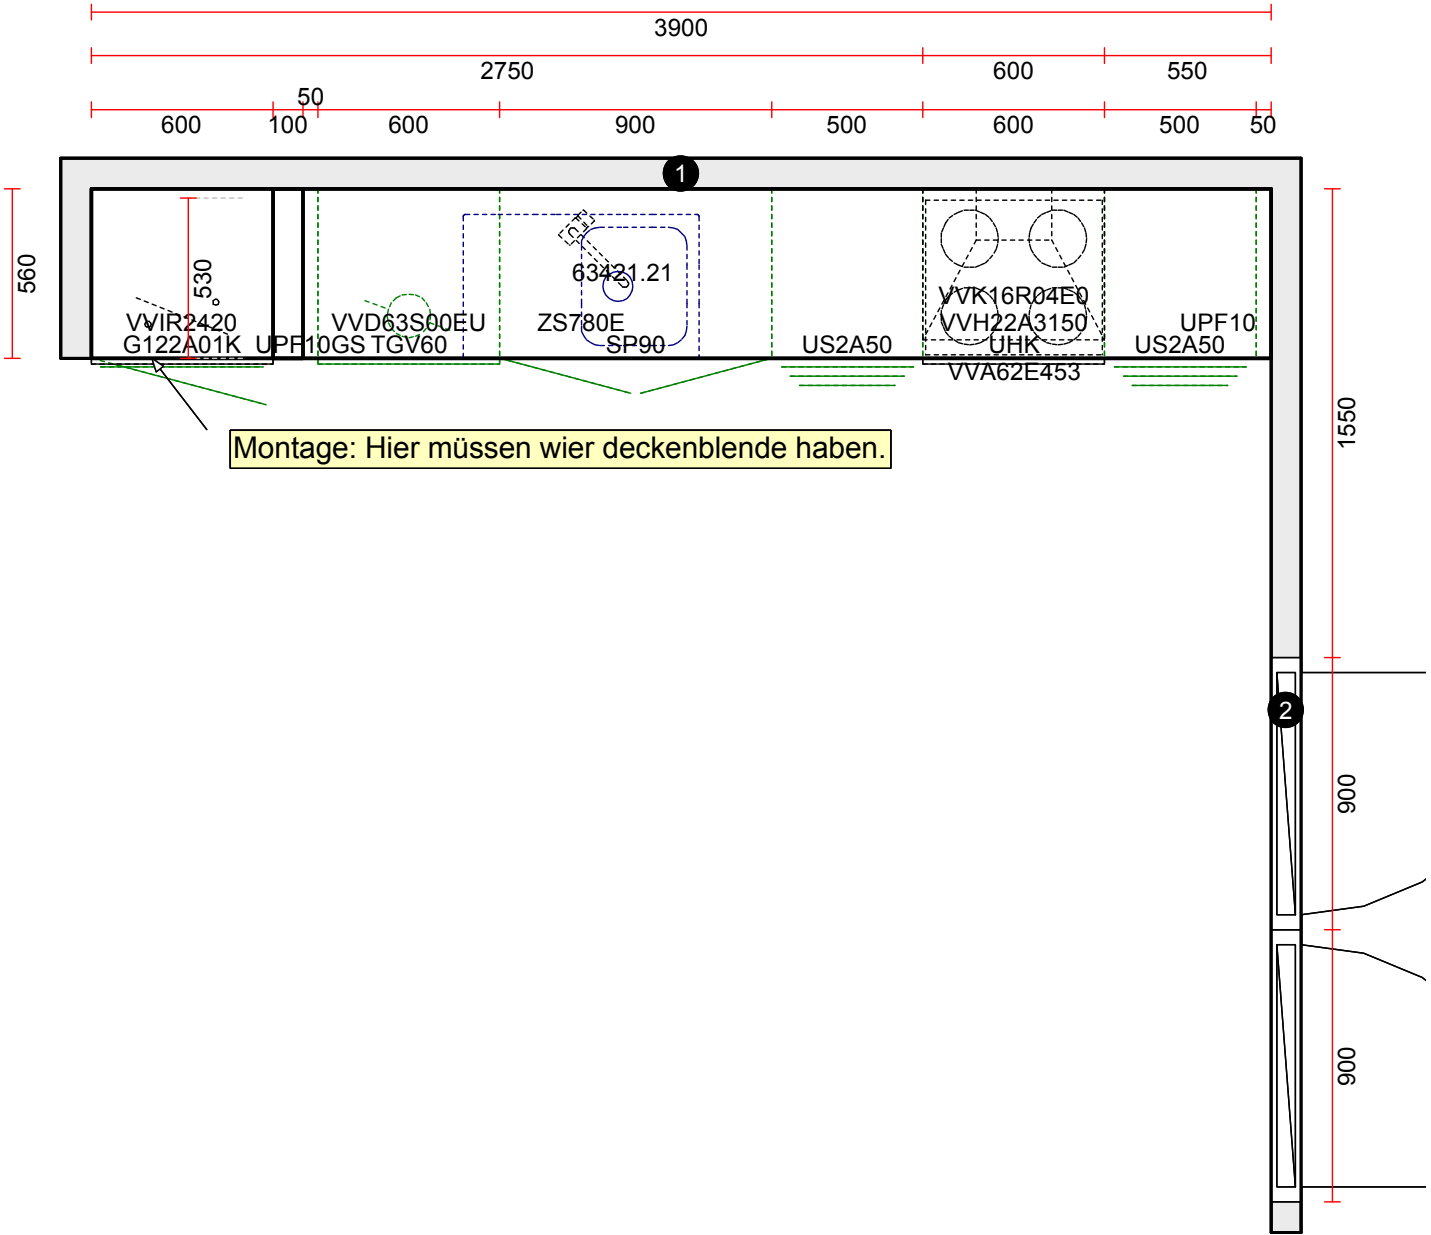 3900
2750 600 550
50
600 100 600 900 500 600 500 50
1
560
530
63421.21
VVK16R04E0
VVIR2420 VVD63S00EU ZS780E VVH22A3150 UPF10
G122A01K UPF10GS TGV60 SP90 US2A50 UHK US2A50
VVA62E453
1550
Montage: Hier müssen wier deckenblende haben.
2
900
900